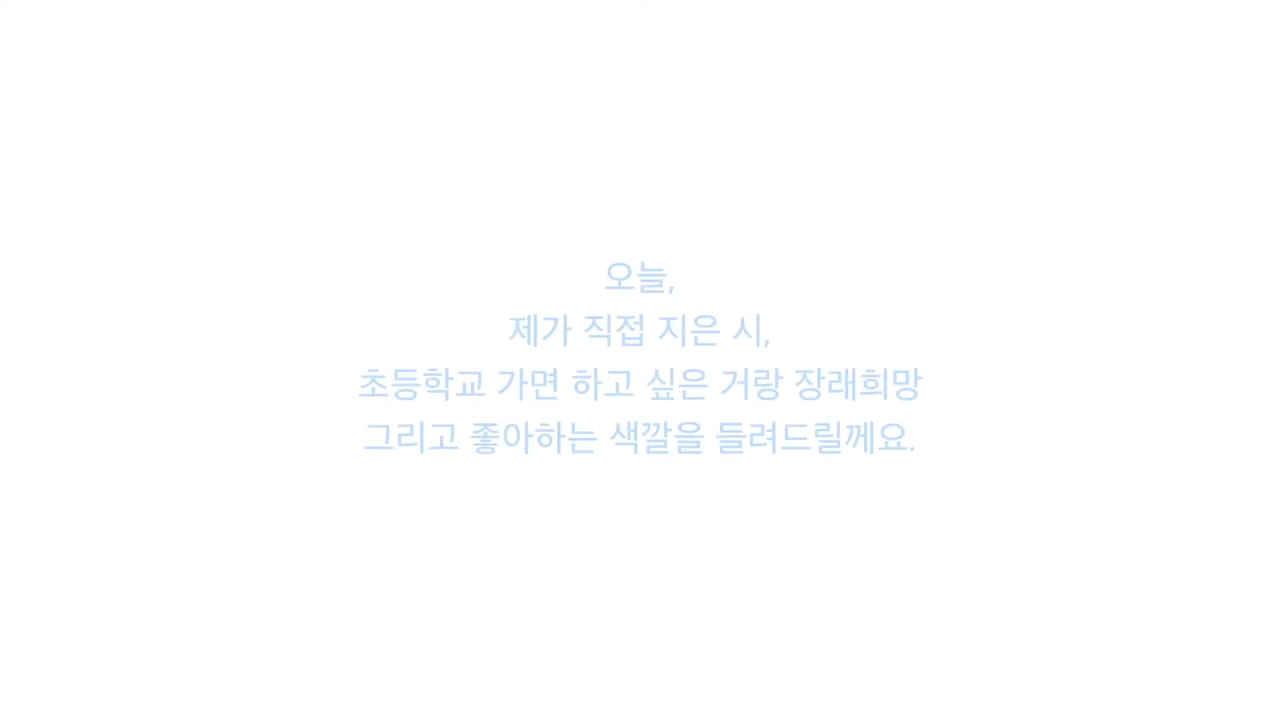 오늘,
제가 직접 지은 시,
초등학교 가면 하고 싶은 거랑 장래희망
그리고 좋아하는 색깔을 들려드릴께요.